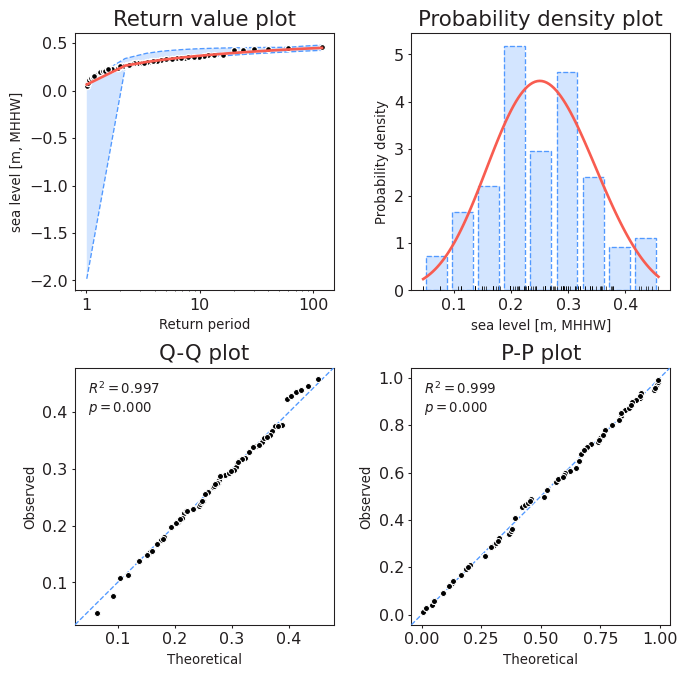 Return value plot
0.5
0.0
−0.5
−1.0
−1.5
−2.0
sea level [m, MHHW]
1
10
100
Return period
Probability density plot
5
4
3
2
1
0
Probability density
0.1
0.2
0.3
0.4
sea level [m, MHHW]
Q-Q plot
R² = 0.997
p = 0.000
0.4
0.3
0.2
0.1
Observed
0.1
0.2
0.3
0.4
Theoretical
P-P plot
R² = 0.999
p = 0.000
1.0
0.8
0.6
0.4
0.2
0.0
Observed
0.00
0.25
0.50
0.75
1.00
Theoretical